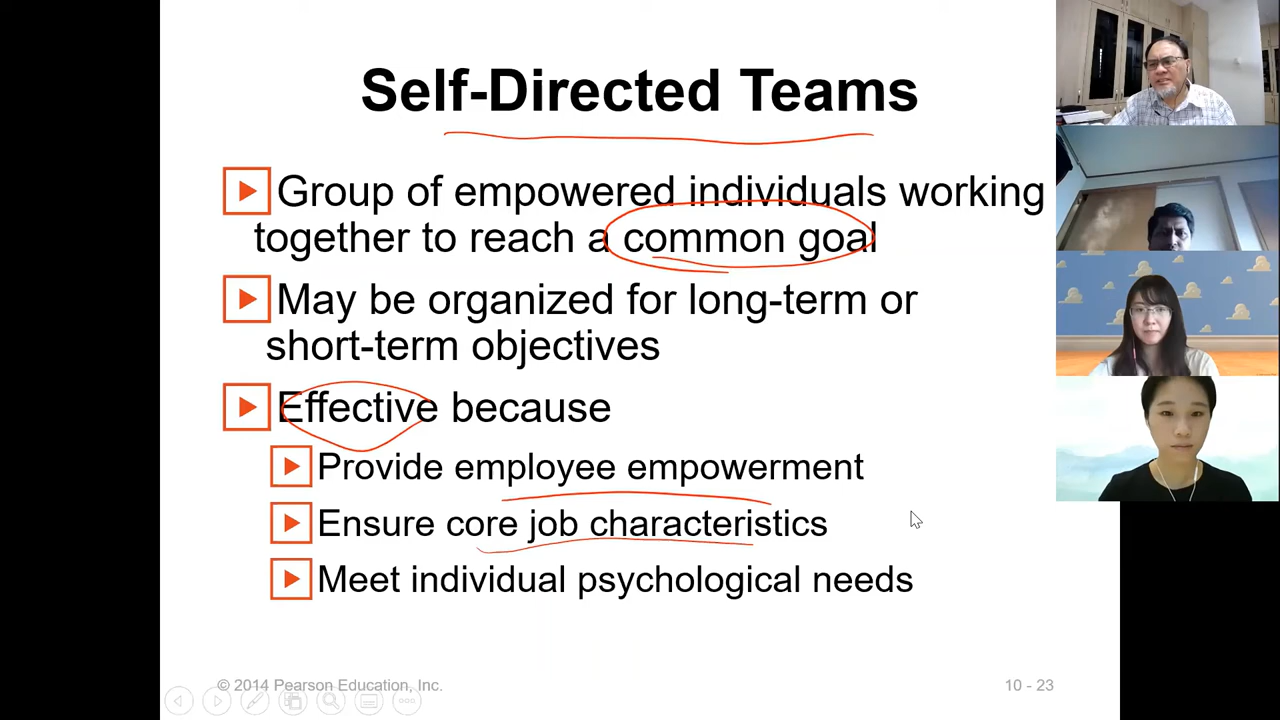 Self-Directed Teams
Group of empowered individuals working
together to reach a common goal
May be organized for long-term or
short-term objectives
Effective because
Provide employee empowerment
Ensure core job characteristics
Meet individual psychological needs
© 2014 Pearson Education, Inc.
10 - 23